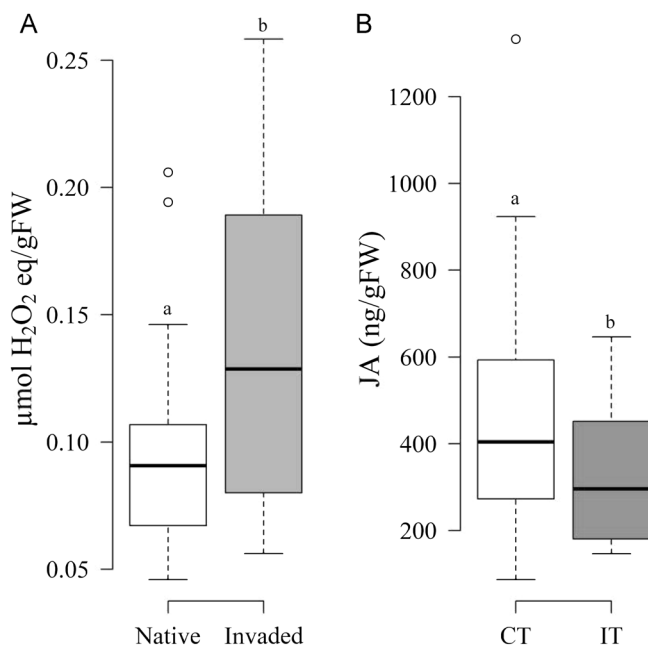 A
µmol H₂O₂ eq/gFW
0.25
0.20
0.15
0.10
0.05
a
b
Native
Invaded
B
JA (ng/gFW)
1200
1000
800
600
400
200
a
b
CT
IT